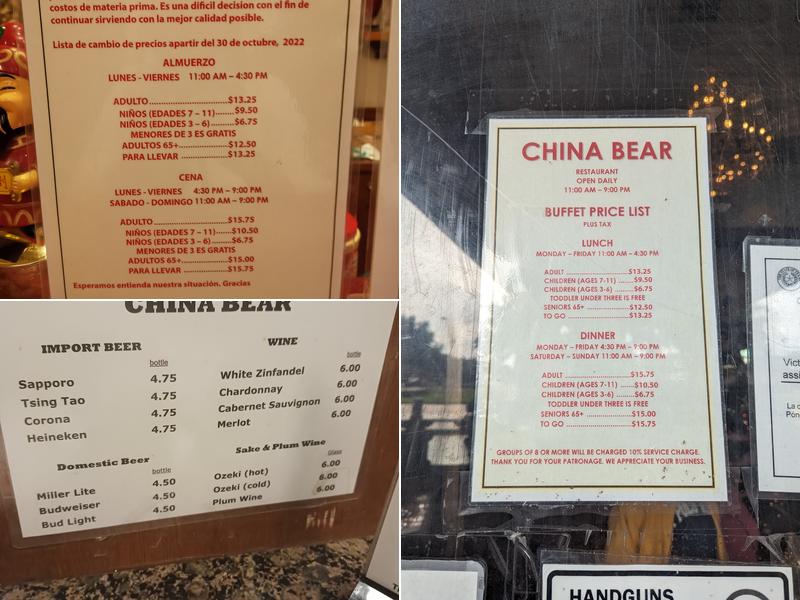 costos de materia prima. Es una dificil decision con el fin de
continuar sirviendo con la mejor calidad posible.
Lista de cambio de precios apartir del 30 de octubre, 2022
ALMUERZO
LUNES - VIERNES 11:00 AM – 4:30 PM
ADULTO..............................$13.25
NIÑOS (EDADES 7 – 11)......$9.50
NIÑOS (EDADES 3 – 6).......$6.75
MENORES DE 3 ES GRATIS
ADULTOS 65+....................$12.50
PARA LLEVAR ....................$13.25
CENA
LUNES - VIERNES 4:30 PM – 9:00 PM
SABADO - DOMINGO 11:00 AM – 9:00 PM
ADULTO..............................$15.75
NIÑOS (EDADES 7 – 11)......$10.50
NIÑOS (EDADES 3 – 6).......$6.75
MENORES DE 3 ES GRATIS
ADULTOS 65+....................$15.00
PARA LLEVAR ....................$15.75
Esperamos entienda nuestra situación. Gracias
CHINA BEAR
IMPORT BEER
bottle
Sapporo 4.75
Tsing Tao 4.75
Corona 4.75
Heineken 4.75
Domestic Beer
bottle
Miller Lite 4.50
Budweiser 4.50
Bud Light 4.50
WINE
bottle
White Zinfandel 6.00
Chardonnay 6.00
Cabernet Sauvignon 6.00
Merlot 6.00
Sake & Plum Wine
Glass
Ozeki (hot) 6.00
Ozeki (cold) 6.00
Plum Wine 6.00
CHINA BEAR
RESTAURANT
OPEN DAILY
11:00 AM – 9:00 PM
BUFFET PRICE LIST
PLUS TAX
LUNCH
MONDAY – FRIDAY 11:00 AM – 4:30 PM
ADULT ..............................$13.25
CHILDREN (AGES 7-11) ......$9.50
CHILDREN (AGES 3-6) ........$6.75
TODDLER UNDER THREE IS FREE
SENIORS 65+ .....................$12.50
TO GO ..............................$13.25
DINNER
MONDAY – FRIDAY 4:30 PM – 9:00 PM
SATURDAY – SUNDAY 11:00 AM – 9:00 PM
ADULT ..............................$15.75
CHILDREN (AGES 7-11) ......$10.50
CHILDREN (AGES 3-6) ........$6.75
TODDLER UNDER THREE IS FREE
SENIORS 65+ .....................$15.00
TO GO ..............................$15.75
GROUPS OF 8 OR MORE WILL BE CHARGED 10% SERVICE CHARGE.
THANK YOU FOR YOUR PATRONAGE. WE APPRECIATE YOUR BUSINESS.
Vict
assi
La c
Pón
HANDGUNS